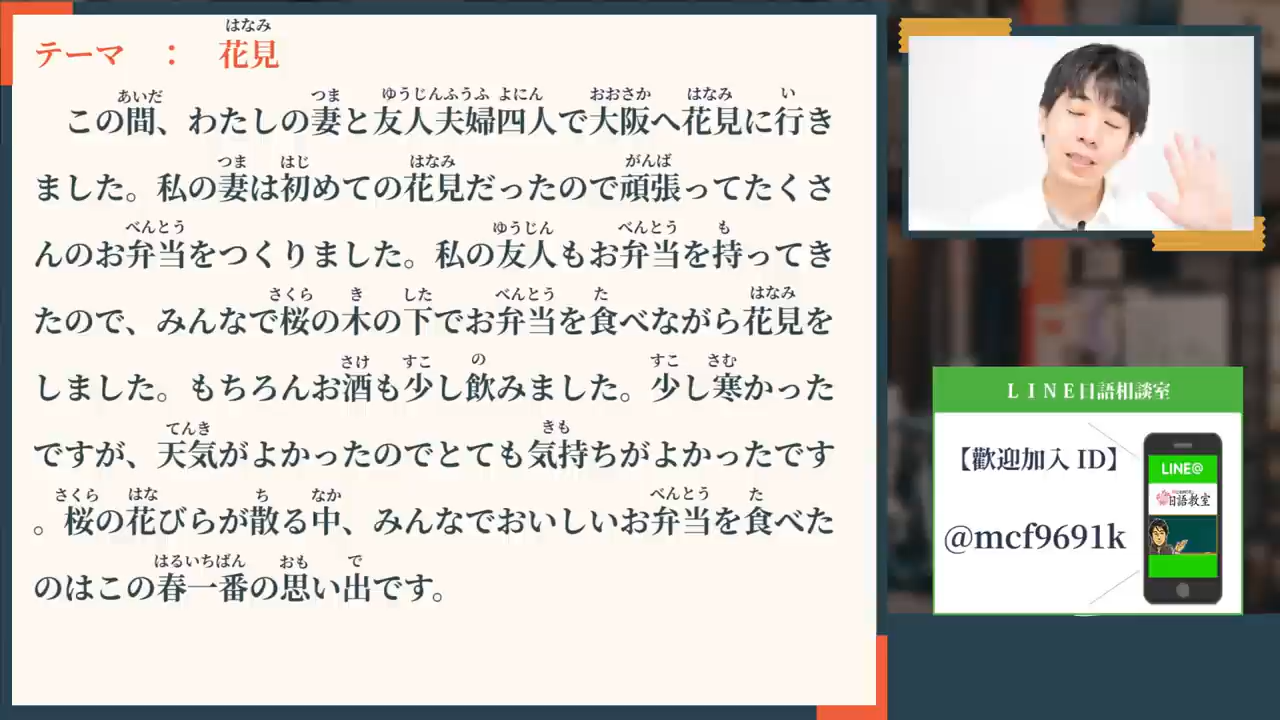 はなみ
テーマ ： 花見
あいだ つま ゆうじんふうふ よにん おおさか はなみ い
この間、わたしの妻と友人夫婦四人で大阪へ花見に行き
つま はじ はなみ がんば
ました。私の妻は初めての花見だったので頑張ってたくさ
べんとう ゆうじん べんとう も
んのお弁当をつくりました。私の友人もお弁当を持ってき
さくら き した べんとう た はなみ
たので、みんなで桜の木の下でお弁当を食べながら花見を
さけ すこ の すこ さむ
しました。もちろんお酒も少し飲みました。少し寒かった
てんき きも
ですが、天気がよかったのでとても気持ちがよかったです
さくら はな ち なか べんとう た
。桜の花びらが散る中、みんなでおいしいお弁当を食べた
はるいちばん おも で
のはこの春一番の思い出です。
ＬＩＮＥ日語相談室
【歡迎加入 ID】
@mcf9691k
LINE@
日語教室